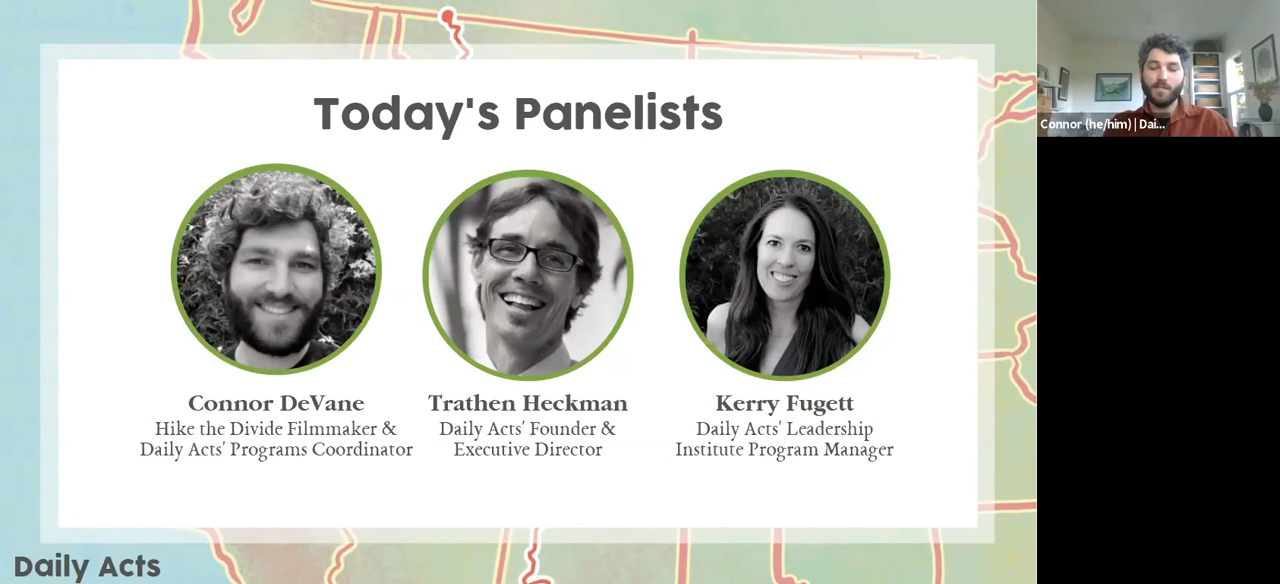 Today's Panelists
Connor DeVane
Hike the Divide Filmmaker &
Daily Acts' Programs Coordinator
Trathen Heckman
Daily Acts' Founder &
Executive Director
Kerry Fugett
Daily Acts' Leadership
Institute Program Manager
Daily Acts
Connor (he/him) | Dai...